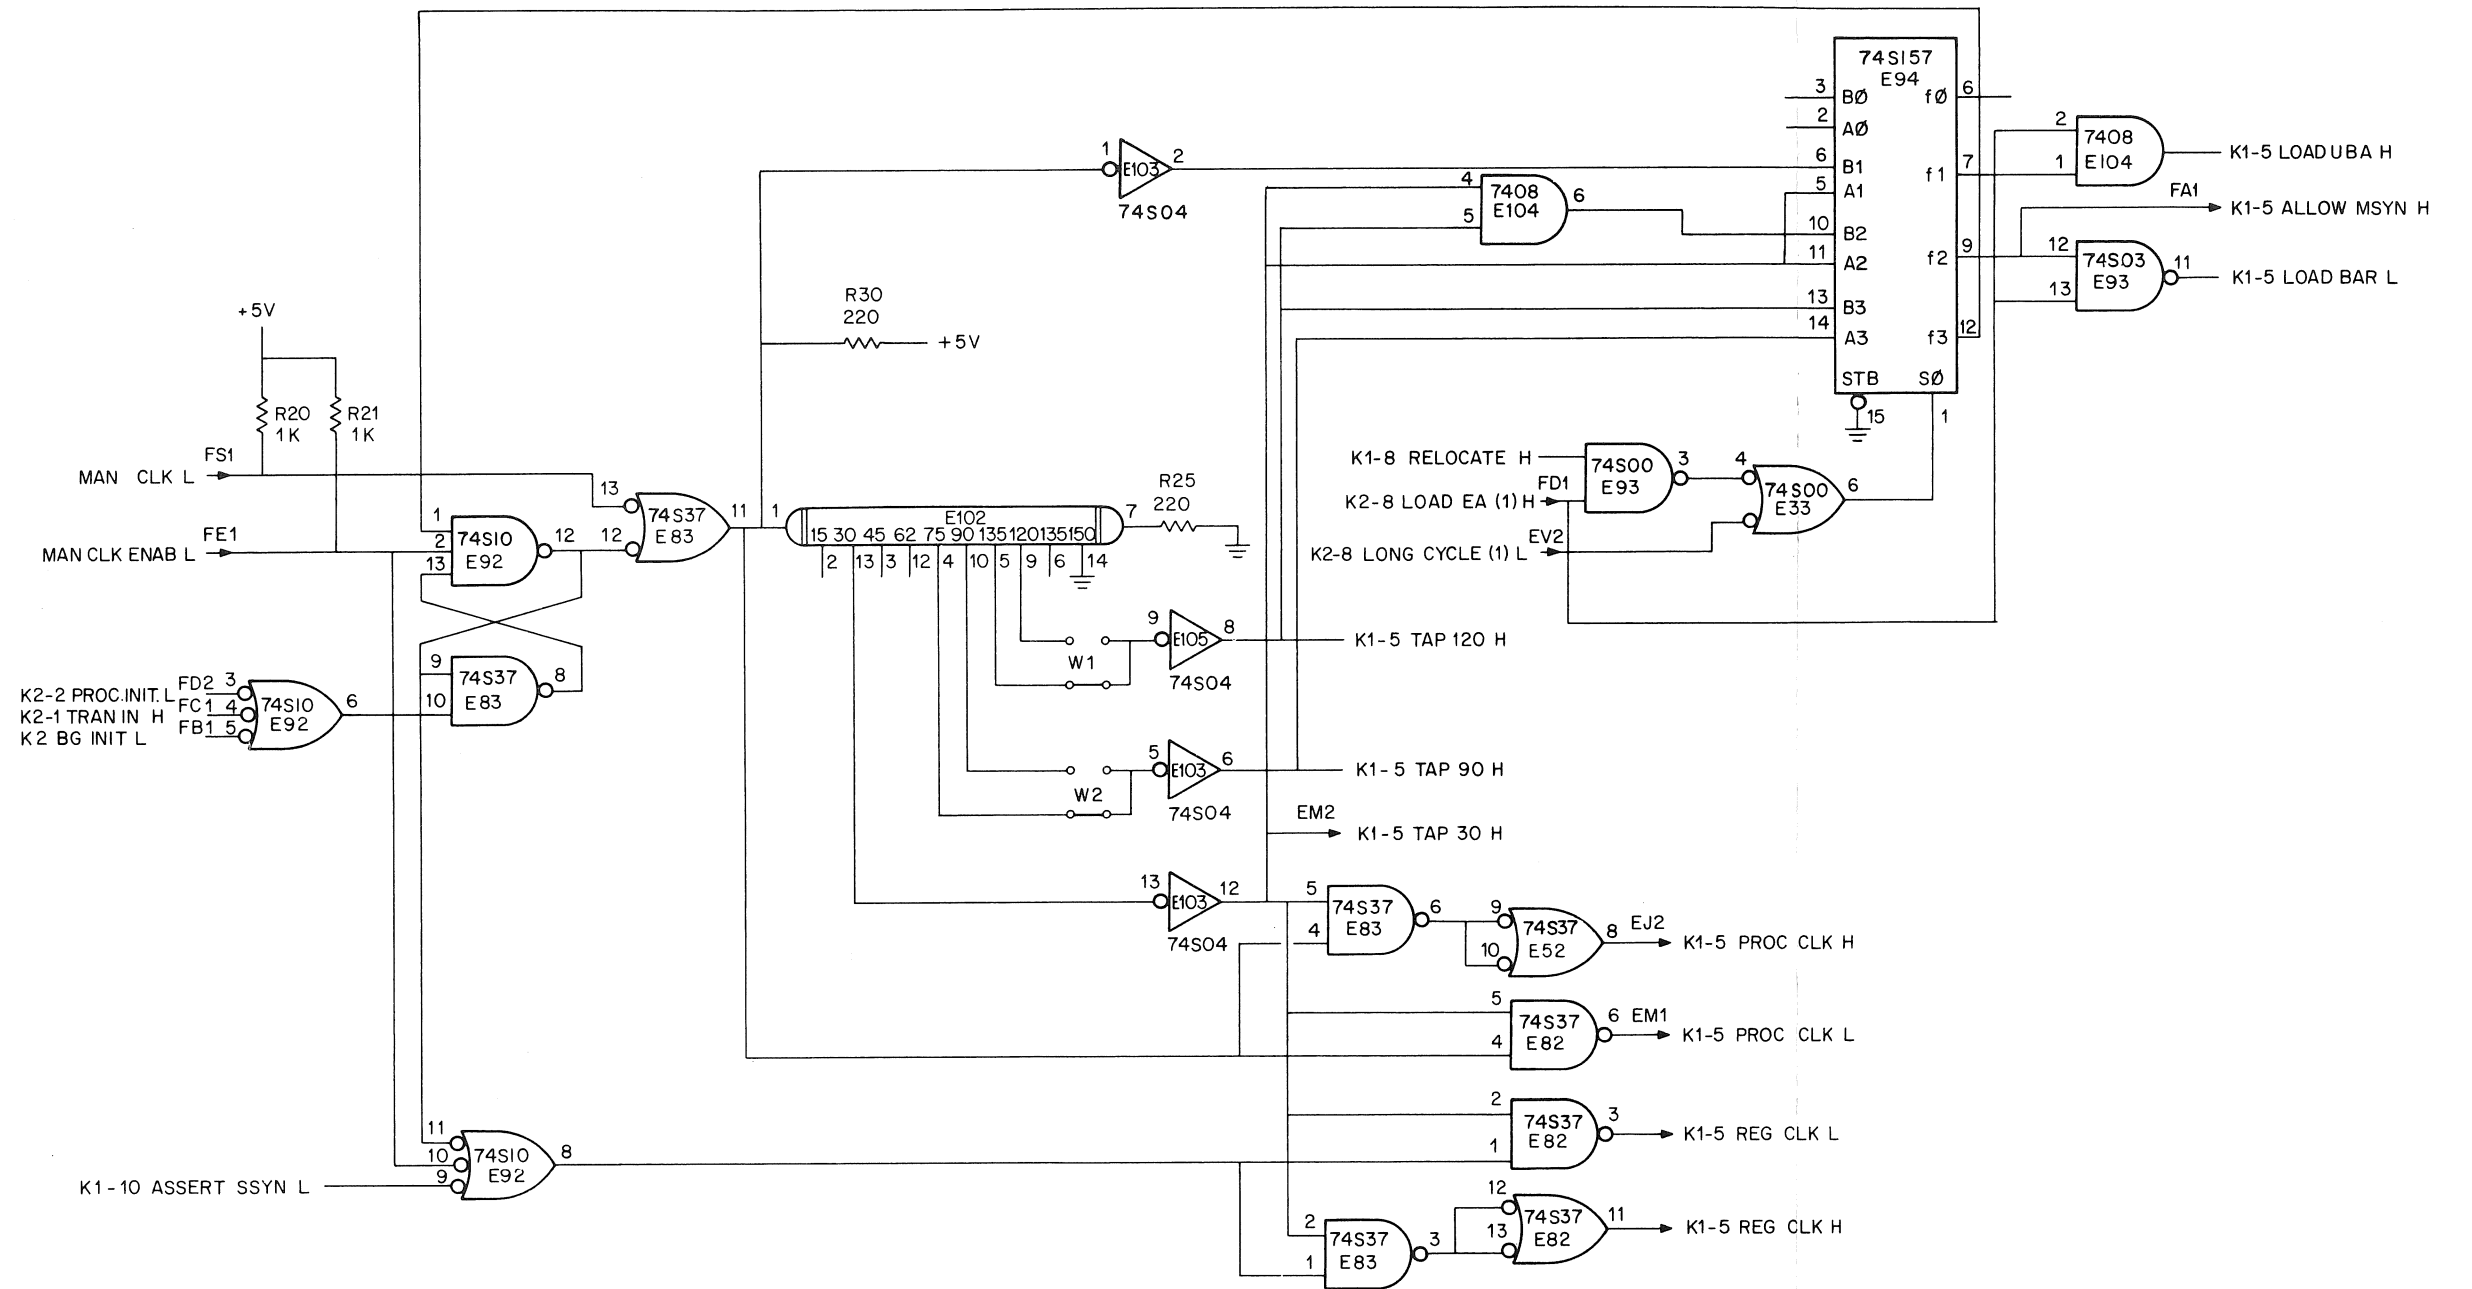 74S157
E94
3 BØ fØ 6
2 AØ
6 B1
5 A1 f1 7
10 B2
11 A2 f2 9
13 B3
14 A3 f3 12
STB SØ
15
1
2 7408
1 E104
K1-5 LOAD UBA H
FA1
K1-5 ALLOW MSYN H
12 74S03 11
13 E93
K1-5 LOAD BAR L
1 E103 2
74S04
4 7408 6
5 E104
R30
220
+5V
+5V
R20
1K
R21
1K
FS1
MAN CLK L
FE1
MAN CLK ENAB L
1
2 74S10 12
13 E92
13 74S37 11
12 E83
1 E102 7
15 30 45 62 75 90 135 120 135 150
2 13 3 12 4 10 5 9 6 14
R25
220
K1-8 RELOCATE H
FD1
K2-8 LOAD EA (1) H
74S00 3
E93
4 74S00 6
E33
EV2
K2-8 LONG CYCLE (1) L
9 E105 8
74S04
W1
K1-5 TAP 120 H
K2-2 PROC.INIT. L FD2 3
K2-1 TRAN IN H FC1 4
K2 BG INIT L FB1 5
74S10 6
E92
9 74S37 8
10 E83
5 E103 6
74S04
W2
K1-5 TAP 90 H
EM2
K1-5 TAP 30 H
13 E103 12
74S04
5 74S37 6
4 E83
9 74S37 8
10 E52
EJ2
K1-5 PROC CLK H
5 74S37 6
4 E82
EM1
K1-5 PROC CLK L
2 74S37 3
1 E82
K1-5 REG CLK L
11
10 74S10 8
9 E92
K1-10 ASSERT SSYN L
2 74S37 3
1 E83
12 74S37 11
13 E82
K1-5 REG CLK H